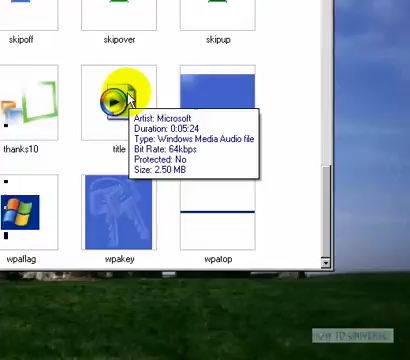 skipoff
skipover
skipup
thanks10
title
Artist: Microsoft
Duration: 0:05:24
Type: Windows Media Audio file
Bit Rate: 64kbps
Protected: No
Size: 2.50 MB
wpaflag
wpakey
wpatop